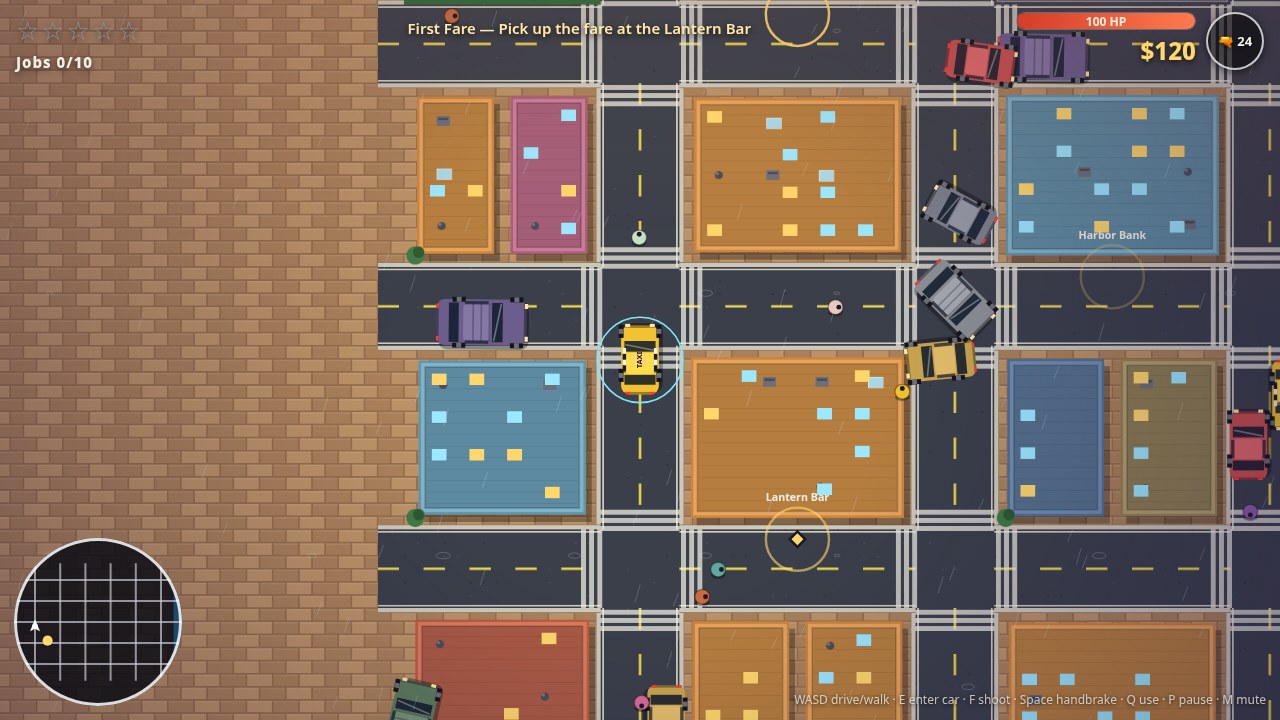 First Fare — Pick up the fare at the Lantern Bar
100 HP
$120
24
Jobs 0/10
Harbor Bank
TAXI
Lantern Bar
WASD drive/walk · E enter car · F shoot · Space handbrake · Q use · P pause · M mute